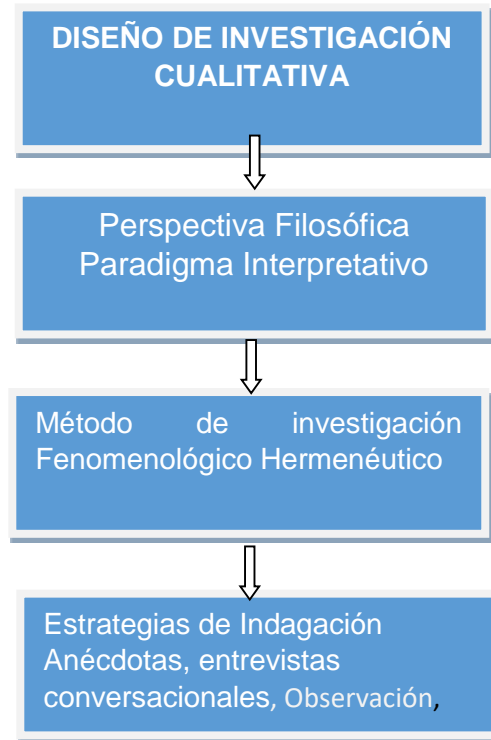 DISEÑO DE INVESTIGACIÓN
CUALITATIVA
Perspectiva Filosófica
Paradigma Interpretativo
Método de investigación
Fenomenológico Hermenéutico
Estrategias de Indagación
Anécdotas, entrevistas
conversacionales, Observación,